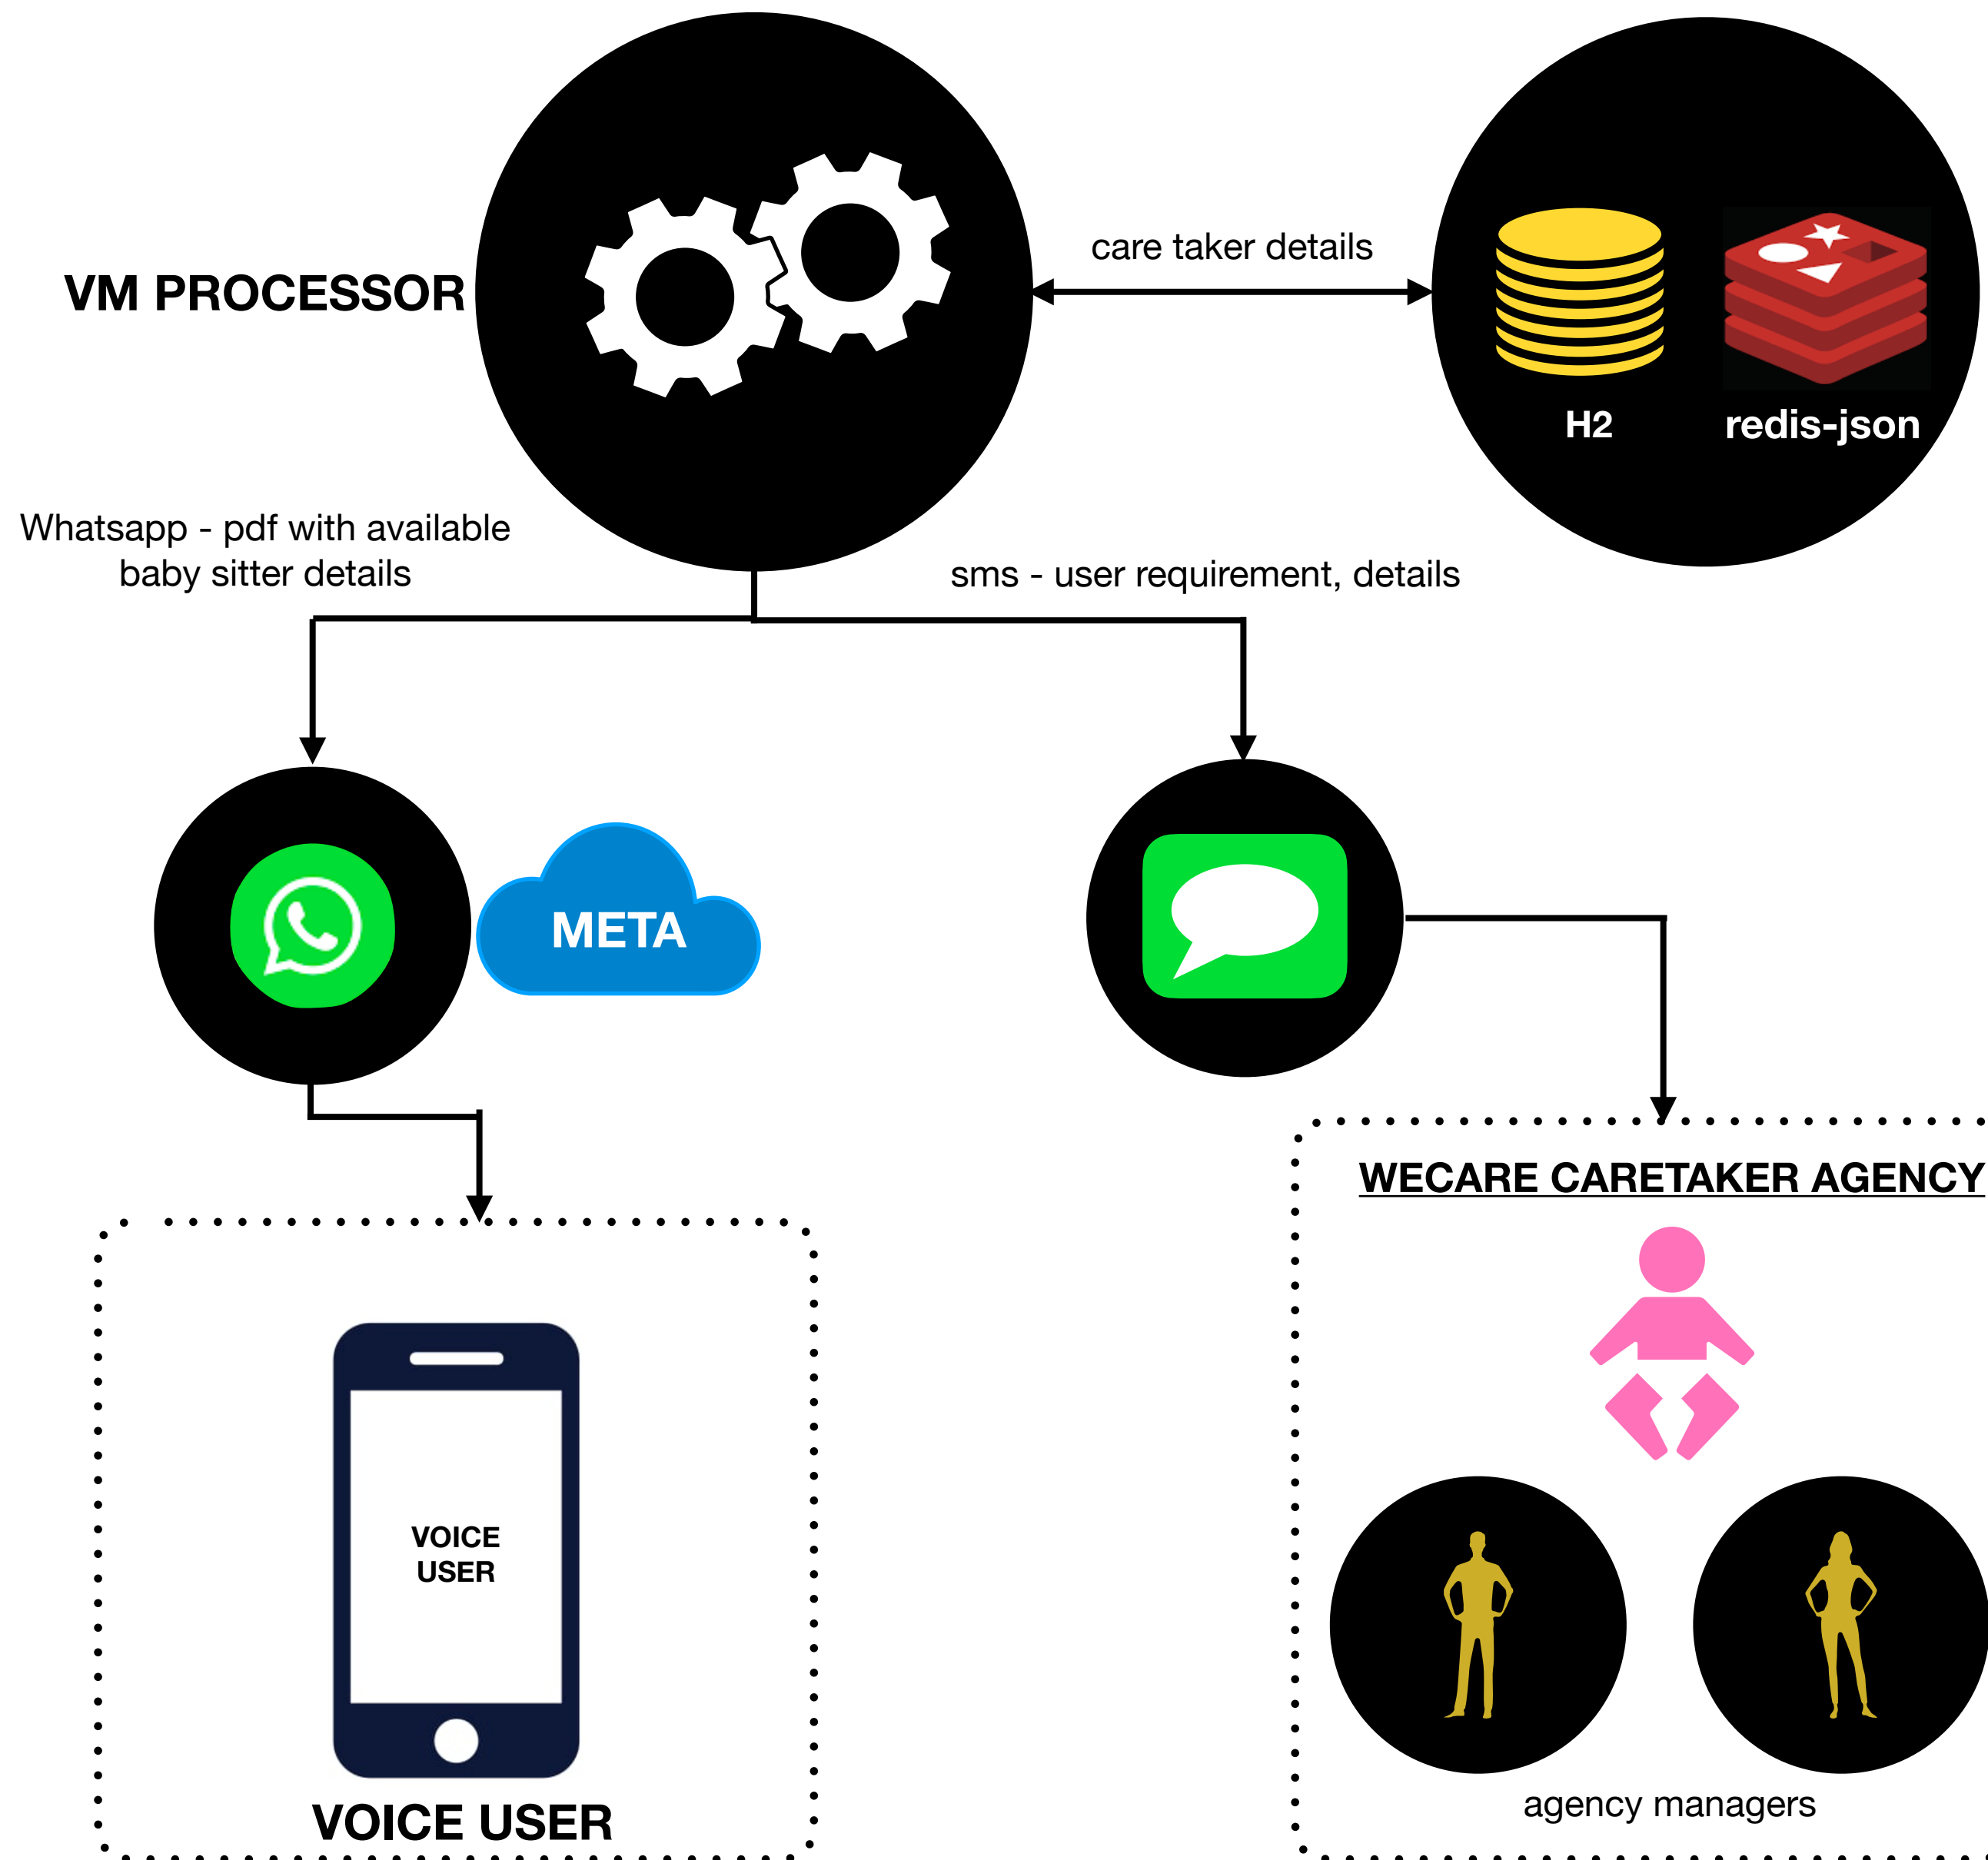 VM PROCESSOR
care taker details
H2
redis-json
Whatsapp - pdf with available
baby sitter details
sms - user requirement, details
META
WECARE CARETAKER AGENCY
VOICE
USER
VOICE USER
agency managers